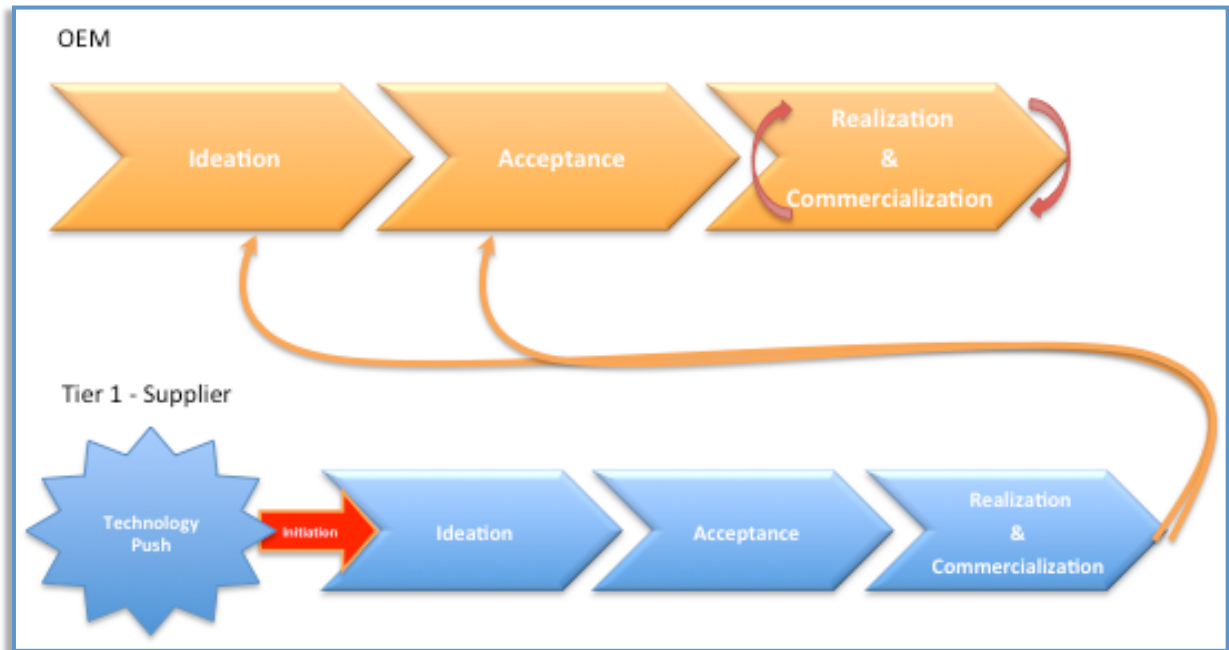 OEM
Ideation
Acceptance
Realization
&
Commercialization
Tier 1 - Supplier
Technology
Push
Initiation
Ideation
Acceptance
Realization
&
Commercialization